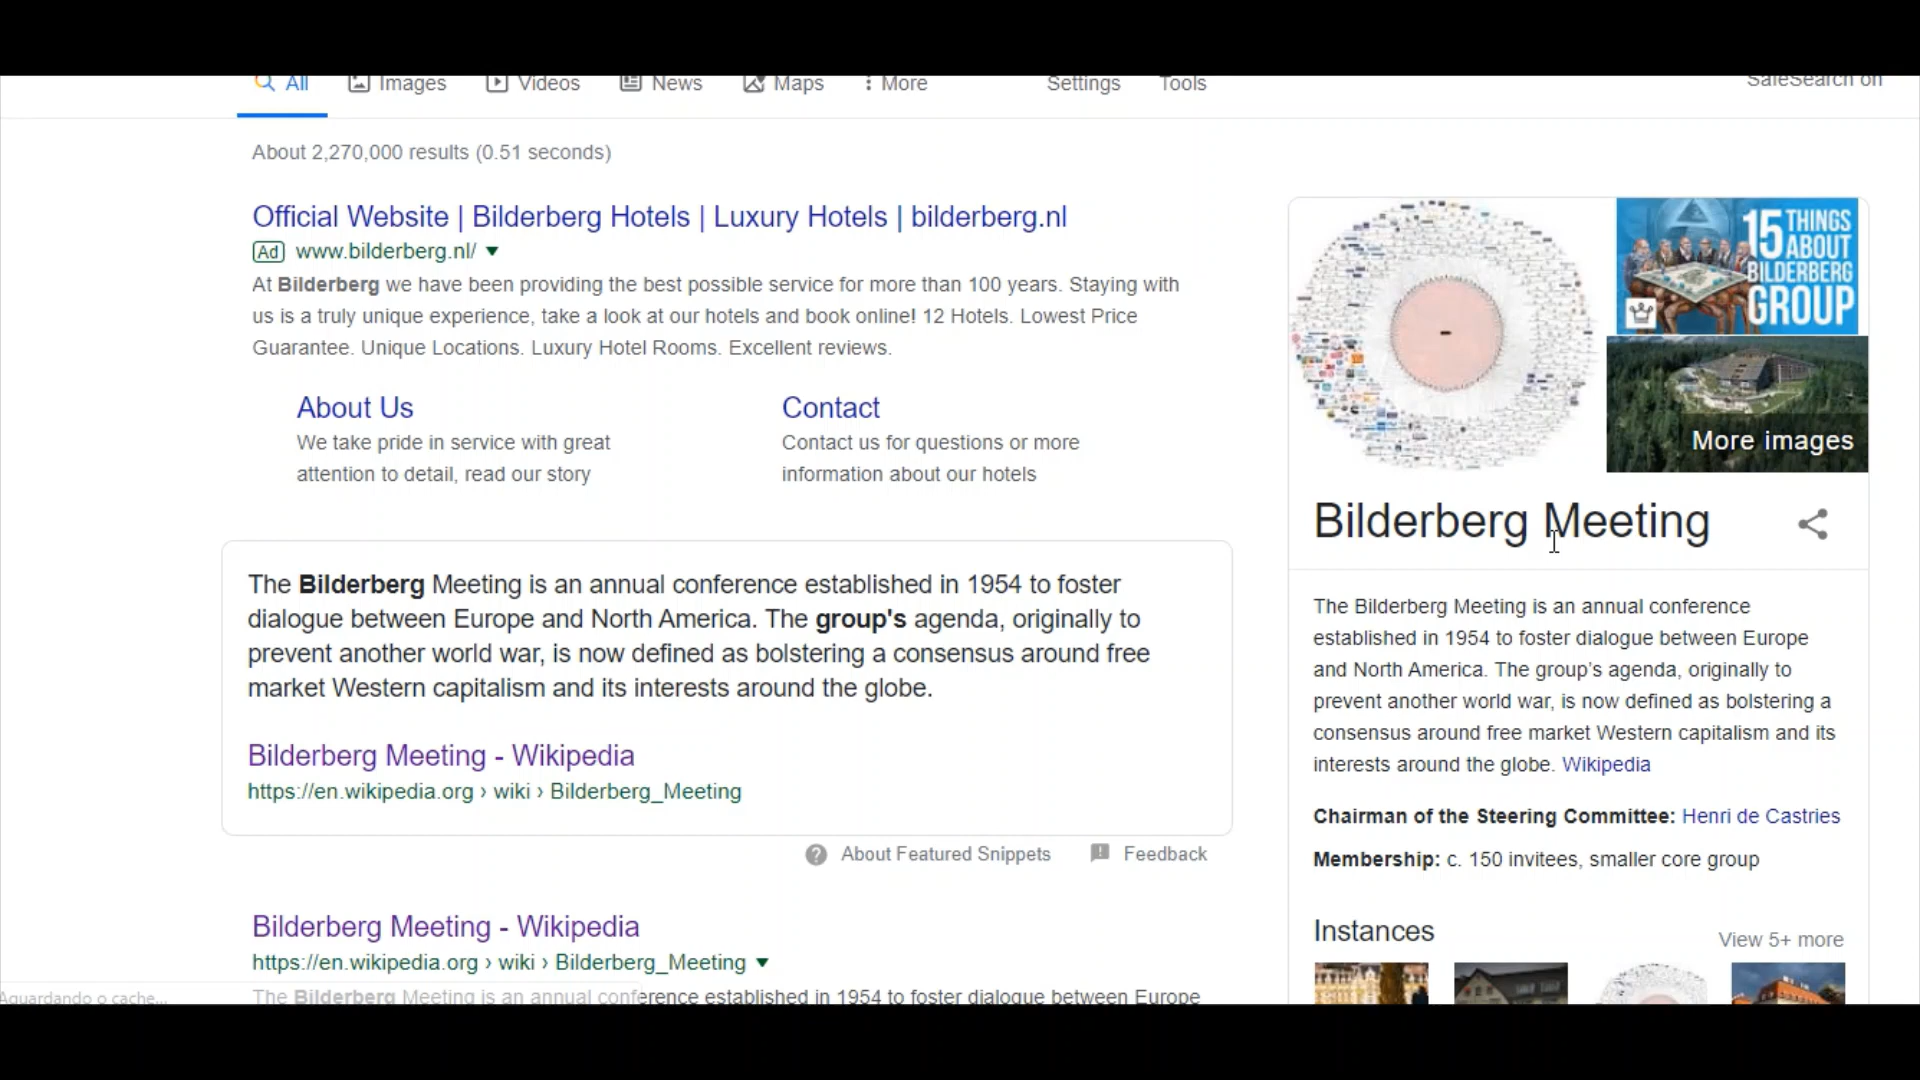 All Images Videos News Maps More Settings Tools
SafeSearch on
About 2,270,000 results (0.51 seconds)
Official Website | Bilderberg Hotels | Luxury Hotels | bilderberg.nl
Ad www.bilderberg.nl/
At Bilderberg we have been providing the best possible service for more than 100 years. Staying with
us is a truly unique experience, take a look at our hotels and book online! 12 Hotels. Lowest Price
Guarantee. Unique Locations. Luxury Hotel Rooms. Excellent reviews.
About Us
We take pride in service with great
attention to detail, read our story
Contact
Contact us for questions or more
information about our hotels
The Bilderberg Meeting is an annual conference established in 1954 to foster
dialogue between Europe and North America. The group's agenda, originally to
prevent another world war, is now defined as bolstering a consensus around free
market Western capitalism and its interests around the globe.
Bilderberg Meeting - Wikipedia
https://en.wikipedia.org › wiki › Bilderberg_Meeting
About Featured Snippets Feedback
Bilderberg Meeting - Wikipedia
https://en.wikipedia.org › wiki › Bilderberg_Meeting
The Bilderberg Meeting is an annual conference established in 1954 to foster dialogue between Europe
Aguardando o cache...
15 THINGS
ABOUT
BILDERBERG
GROUP
More images
Bilderberg Meeting
The Bilderberg Meeting is an annual conference
established in 1954 to foster dialogue between Europe
and North America. The group’s agenda, originally to
prevent another world war, is now defined as bolstering a
consensus around free market Western capitalism and its
interests around the globe. Wikipedia
Chairman of the Steering Committee: Henri de Castries
Membership: c. 150 invitees, smaller core group
Instances
View 5+ more